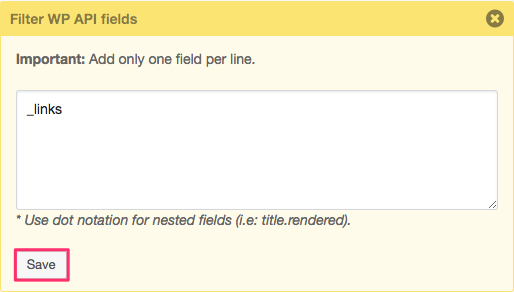 Filter WP API fields
Important: Add only one field per line.
_links
* Use dot notation for nested fields (i.e: title.rendered).
Save